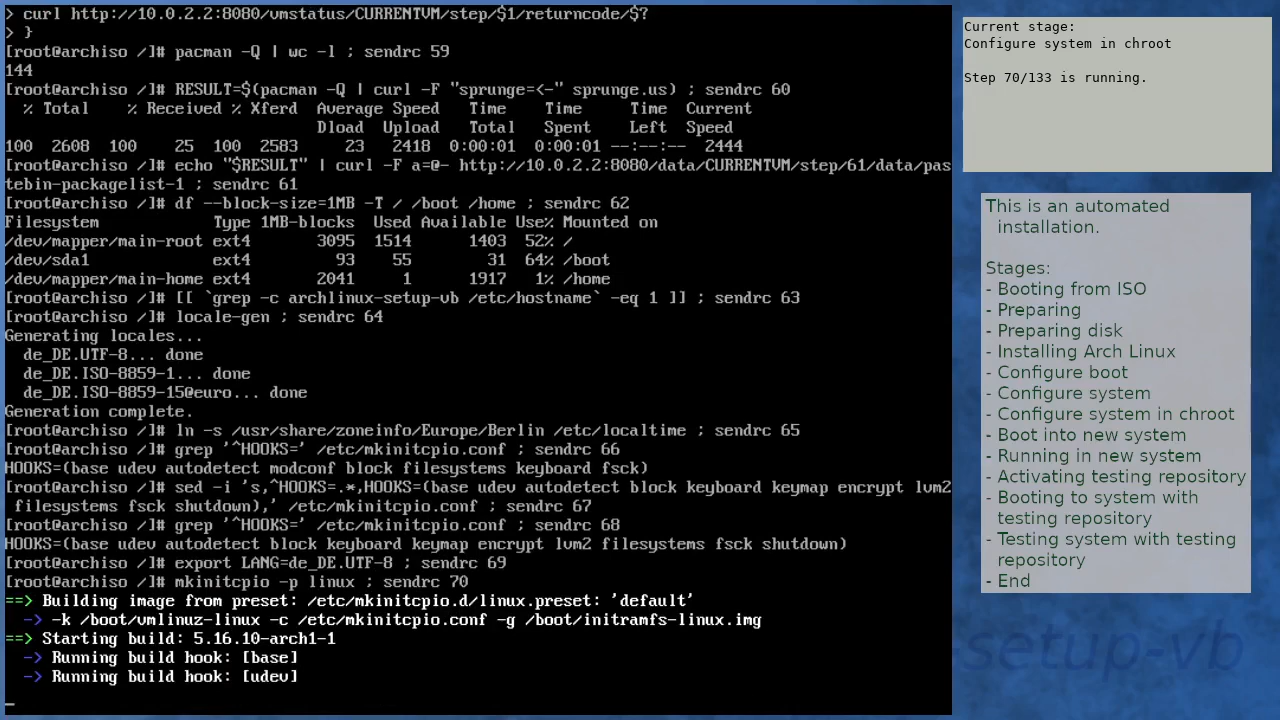 > curl http://10.0.2.2:8080/vmstatus/CURRENTVM/step/$1/returncode/$?
> }
[root@archiso /]# pacman -Q | wc -l ; sendrc 59
144
[root@archiso /]# RESULT=$(pacman -Q | curl -F "sprunge=<-" sprunge.us) ; sendrc 60
  % Total    % Received % Xferd  Average Speed   Time    Time     Time  Current
                                 Dload  Upload   Total   Spent    Left  Speed
100  2608  100    25  100  2583     23   2418  0:00:01  0:00:01 --:--:--  2444
[root@archiso /]# echo "$RESULT" | curl -F a=@- http://10.0.2.2:8080/data/CURRENTVM/step/61/data/pas
tebin-packagelist-1 ; sendrc 61
[root@archiso /]# df --block-size=1MB -T / /boot /home ; sendrc 62
Filesystem            Type 1MB-blocks  Used Available Use% Mounted on
/dev/mapper/main-root ext4       3095  1514      1403  52% /
/dev/sda1             ext4         93    55        31  64% /boot
/dev/mapper/main-home ext4       2041     1      1917   1% /home
[root@archiso /]# [[ `grep -c archlinux-setup-vb /etc/hostname` -eq 1 ]] ; sendrc 63
[root@archiso /]# locale-gen ; sendrc 64
Generating locales...
  de_DE.UTF-8... done
  de_DE.ISO-8859-1... done
  de_DE.ISO-8859-15@euro... done
Generation complete.
[root@archiso /]# ln -s /usr/share/zoneinfo/Europe/Berlin /etc/localtime ; sendrc 65
[root@archiso /]# grep '^HOOKS=' /etc/mkinitcpio.conf ; sendrc 66
HOOKS=(base udev autodetect modconf block filesystems keyboard fsck)
[root@archiso /]# sed -i 's,^HOOKS=.*,HOOKS=(base udev autodetect block keyboard keymap encrypt lvm2
 filesystems fsck shutdown),' /etc/mkinitcpio.conf ; sendrc 67
[root@archiso /]# grep '^HOOKS=' /etc/mkinitcpio.conf ; sendrc 68
HOOKS=(base udev autodetect block keyboard keymap encrypt lvm2 filesystems fsck shutdown)
[root@archiso /]# export LANG=de_DE.UTF-8 ; sendrc 69
[root@archiso /]# mkinitcpio -p linux ; sendrc 70
==> Building image from preset: /etc/mkinitcpio.d/linux.preset: 'default'
  -> -k /boot/vmlinuz-linux -c /etc/mkinitcpio.conf -g /boot/initramfs-linux.img
==> Starting build: 5.16.10-arch1-1
  -> Running build hook: [base]
  -> Running build hook: [udev]
Current stage:
Configure system in chroot
Step 70/133 is running.
This is an automated
installation.
Stages:
- Booting from ISO
- Preparing
- Preparing disk
- Installing Arch Linux
- Configure boot
- Configure system
- Configure system in chroot
- Boot into new system
- Running in new system
- Activating testing repository
- Booting to system with
testing repository
- Testing system with testing
repository
- End
-setup-vb